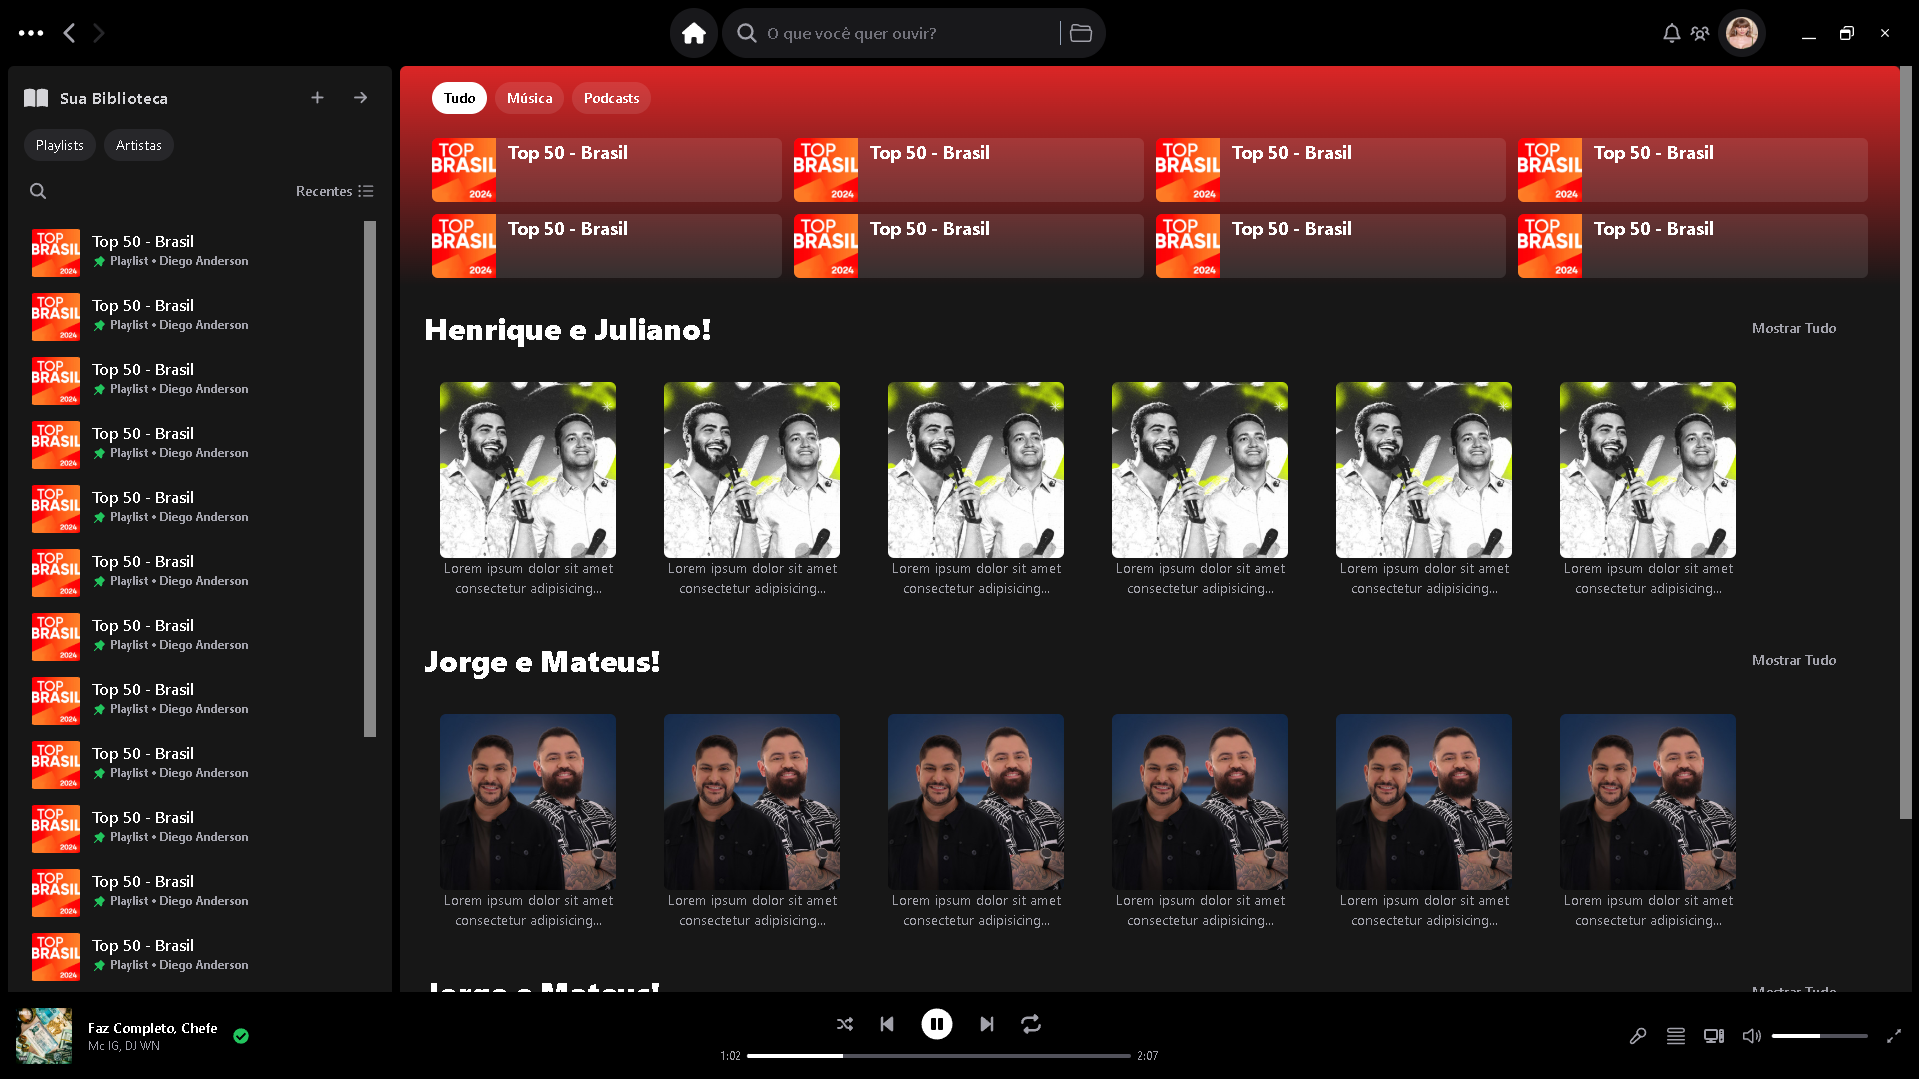 O que você quer ouvir?
Sua Biblioteca
Playlists
Artistas
Recentes
TOP
BRASIL
2024
Top 50 - Brasil
Playlist • Diego Anderson
TOP
BRASIL
2024
Top 50 - Brasil
Playlist • Diego Anderson
TOP
BRASIL
2024
Top 50 - Brasil
Playlist • Diego Anderson
TOP
BRASIL
2024
Top 50 - Brasil
Playlist • Diego Anderson
TOP
BRASIL
2024
Top 50 - Brasil
Playlist • Diego Anderson
TOP
BRASIL
2024
Top 50 - Brasil
Playlist • Diego Anderson
TOP
BRASIL
2024
Top 50 - Brasil
Playlist • Diego Anderson
TOP
BRASIL
2024
Top 50 - Brasil
Playlist • Diego Anderson
TOP
BRASIL
2024
Top 50 - Brasil
Playlist • Diego Anderson
TOP
BRASIL
2024
Top 50 - Brasil
Playlist • Diego Anderson
TOP
BRASIL
2024
Top 50 - Brasil
Playlist • Diego Anderson
TOP
BRASIL
2024
Top 50 - Brasil
Playlist • Diego Anderson
Tudo
Música
Podcasts
TOP
BRASIL
2024
Top 50 - Brasil
TOP
BRASIL
2024
Top 50 - Brasil
TOP
BRASIL
2024
Top 50 - Brasil
TOP
BRASIL
2024
Top 50 - Brasil
TOP
BRASIL
2024
Top 50 - Brasil
TOP
BRASIL
2024
Top 50 - Brasil
TOP
BRASIL
2024
Top 50 - Brasil
TOP
BRASIL
2024
Top 50 - Brasil
Henrique e Juliano!
Mostrar Tudo
Lorem ipsum dolor sit amet
consectetur adipisicing...
Lorem ipsum dolor sit amet
consectetur adipisicing...
Lorem ipsum dolor sit amet
consectetur adipisicing...
Lorem ipsum dolor sit amet
consectetur adipisicing...
Lorem ipsum dolor sit amet
consectetur adipisicing...
Lorem ipsum dolor sit amet
consectetur adipisicing...
Jorge e Mateus!
Mostrar Tudo
Lorem ipsum dolor sit amet
consectetur adipisicing...
Lorem ipsum dolor sit amet
consectetur adipisicing...
Lorem ipsum dolor sit amet
consectetur adipisicing...
Lorem ipsum dolor sit amet
consectetur adipisicing...
Lorem ipsum dolor sit amet
consectetur adipisicing...
Lorem ipsum dolor sit amet
consectetur adipisicing...
Jorge e Mateus!
Mostrar Tudo
Faz Completo, Chefe
Mc IG, DJ WN
1:02
2:07